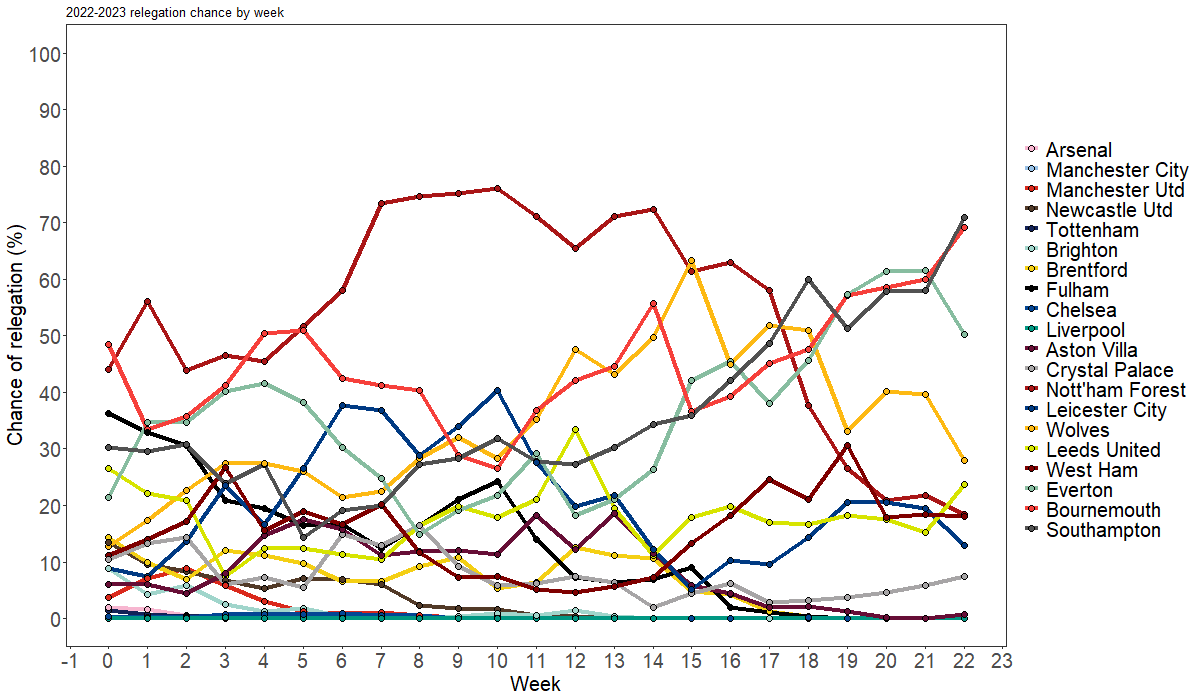 2022-2023 relegation chance by week
Chance of relegation (%)
100
90
80
70
60
50
40
30
20
10
0
-1 0 1 2 3 4 5 6 7 8 9 10 11 12 13 14 15 16 17 18 19 20 21 22 23
Week
Arsenal
Manchester City
Manchester Utd
Newcastle Utd
Tottenham
Brighton
Brentford
Fulham
Chelsea
Liverpool
Aston Villa
Crystal Palace
Nott'ham Forest
Leicester City
Wolves
Leeds United
West Ham
Everton
Bournemouth
Southampton